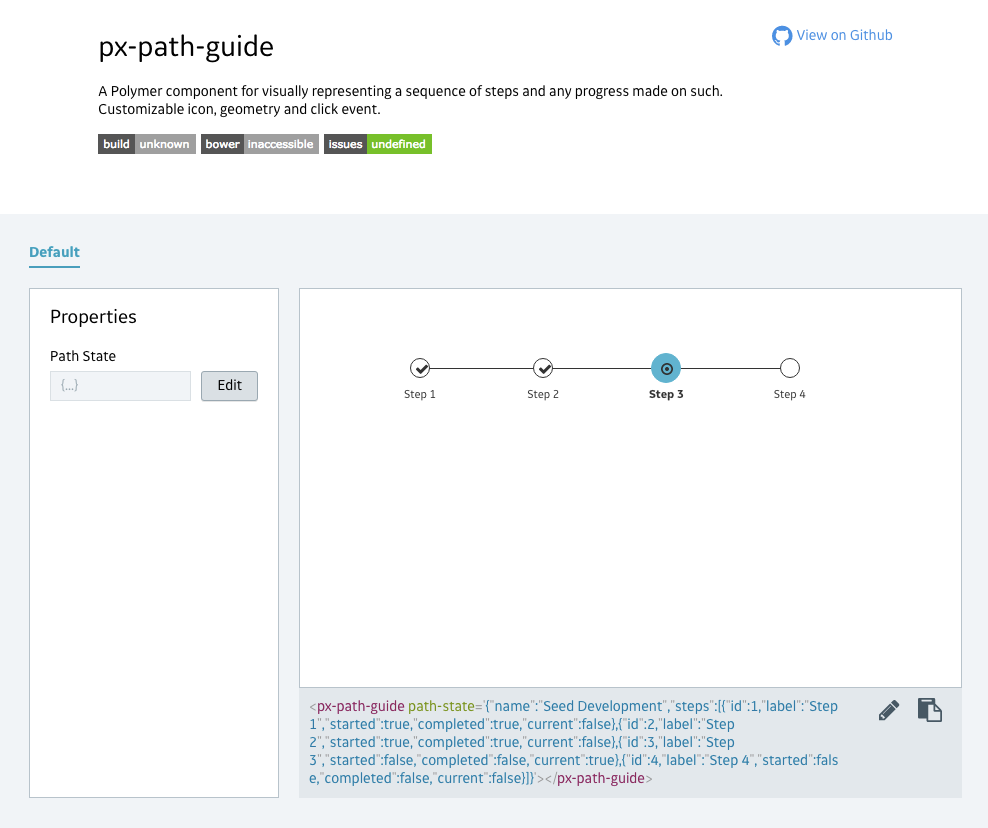 px-path-guide
View on Github
A Polymer component for visually representing a sequence of steps and any progress made on such.
Customizable icon, geometry and click event.
build unknown bower inaccessible issues undefined
Default
Properties
Path State
{...} Edit
Step 1 Step 2 Step 3 Step 4
<px-path-guide path-state='{"name":"Seed Development","steps":[{"id":1,"label":"Step
1","started":true,"completed":true,"current":false},{"id":2,"label":"Step
2","started":true,"completed":true,"current":false},{"id":3,"label":"Step
3","started":false,"completed":false,"current":true},{"id":4,"label":"Step 4","started":fals
e,"completed":false,"current":false}]}'></px-path-guide>